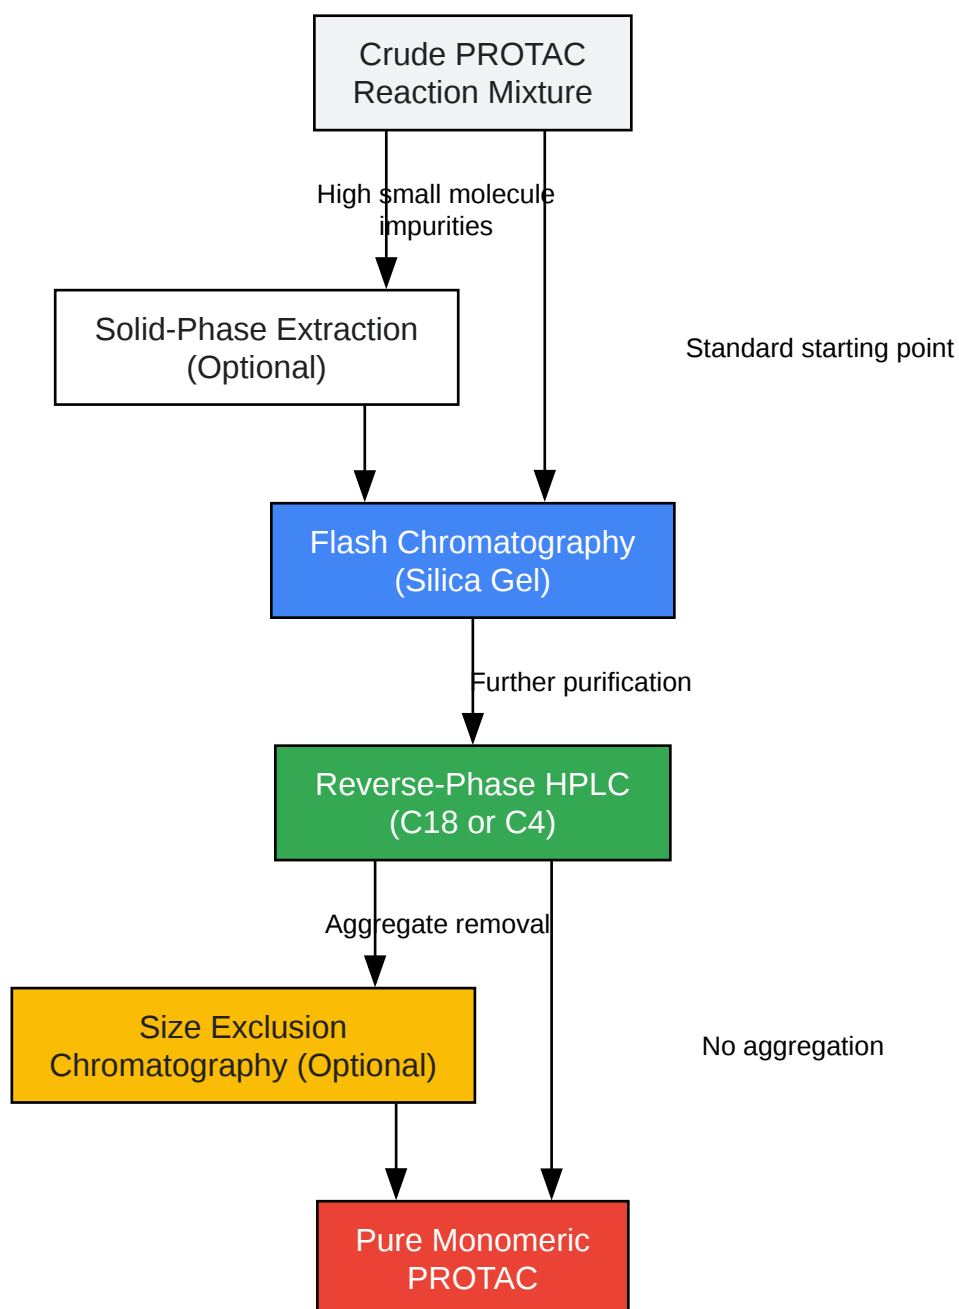 Crude PROTAC
Reaction Mixture
High small molecule
impurities
Solid-Phase Extraction
(Optional)
Standard starting point
Flash Chromatography
(Silica Gel)
Further purification
Reverse-Phase HPLC
(C18 or C4)
Aggregate removal
Size Exclusion
Chromatography (Optional)
No aggregation
Pure Monomeric
PROTAC